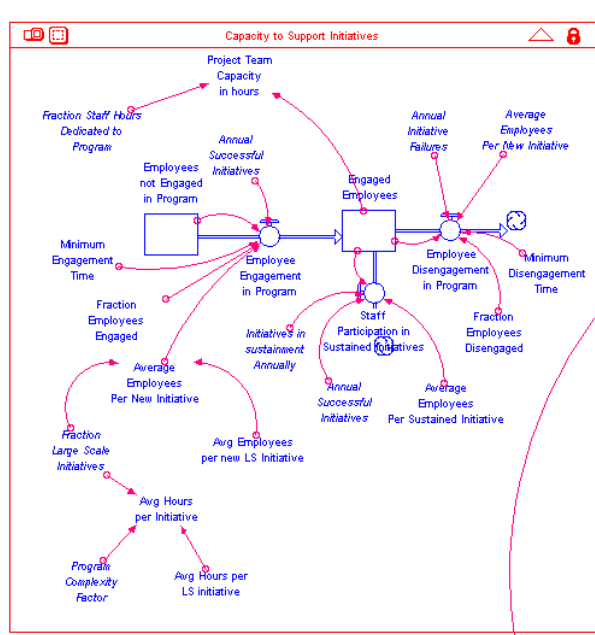 Capacity to Support Initiatives
Project Team
Capacity
in hours
Fraction Staff Hours
Dedicated to
Program
Annual
Successful
Initiatives
Annual
Initiative
Failures
Average
Employees
Per New Initiative
Employees
not Engaged
in Program
Engaged
Employees
Minimum
Engagement
Time
Employee
Engagement
in Program
Employee
Disengagement
in Program
Minimum
Disengagement
Time
Fraction
Employees
Engaged
Initiatives in
sustainment
Annually
Staff
Participation in
Sustained Initiatives
Fraction
Employees
Disengaged
Average
Employees
Per New Initiative
Annual
Successful
Initiatives
Average
Employees
Per Sustained Initiative
Fraction
Large Scale
Initiatives
Avg Employees
per new LS Initiative
Avg Hours
per Initiative
Program
Complexity
Factor
Avg Hours per
LS initiative